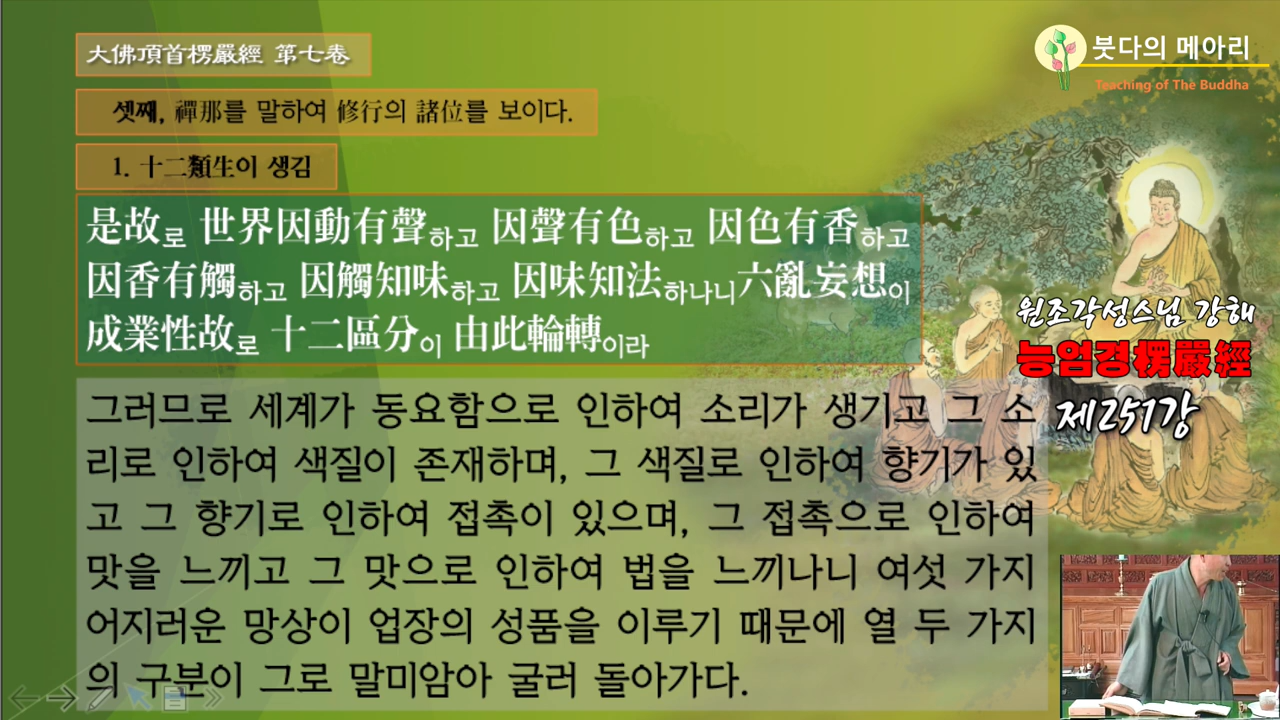 大佛頂首楞嚴經 第七卷
셋째, 禪那를 말하여 修行의 諸位를 보이다.
1. 十二類生이 생김
是故로 世界因動有聲하고 因聲有色하고 因色有香하고
因香有觸하고 因觸知味하고 因味知法하나니 六亂妄想이
成業性故로 十二區分이 由此輪轉이라
그러므로 세계가 동요함으로 인하여 소리가 생기고 그 소
리로 인하여 색질이 존재하며, 그 색질로 인하여 향기가 있
고 그 향기로 인하여 접촉이 있으며, 그 접촉으로 인하여
맛을 느끼고 그 맛으로 인하여 법을 느끼나니 여섯 가지
어지러운 망상이 업장의 성품을 이루기 때문에 열 두 가지
의 구분이 그로 말미암아 굴러 돌아가다.
붓다의 메아리
Teaching of The Buddha
원조각성스님 강해
능엄경楞嚴經
제251강